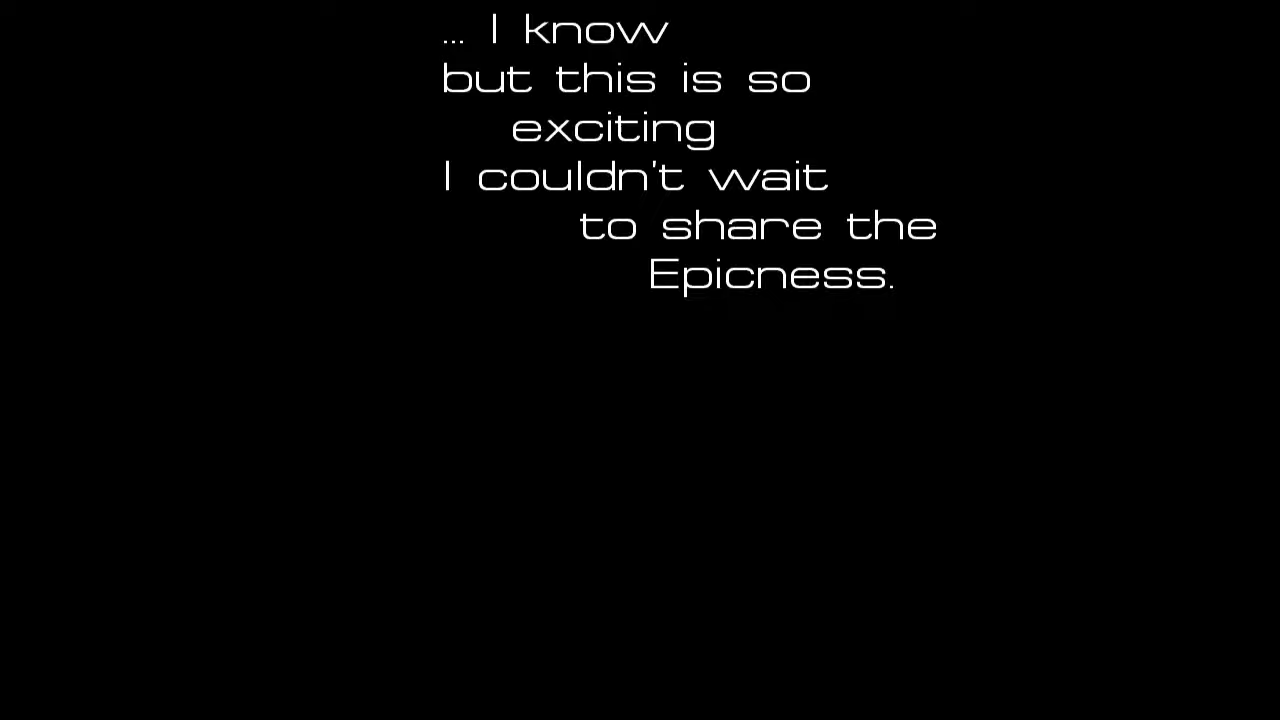 ... I know
but this is so
exciting
I couldn't wait
to share the
Epicness.